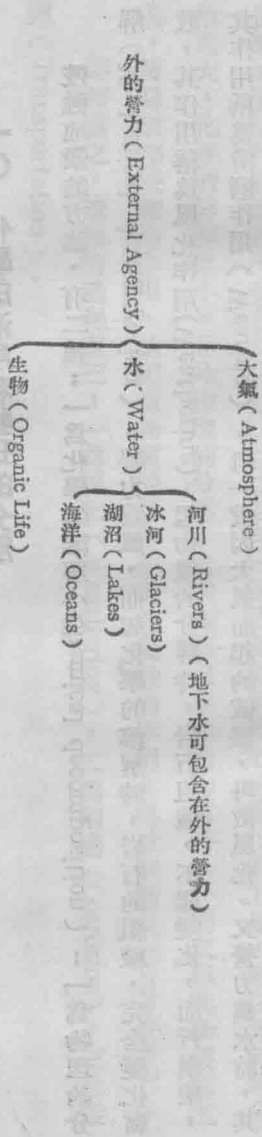 大氣（Atmosphere）
河川（Rivers）（地下水可包含在外的營力）
冰河（Glaciers）
外的營力（External Agency） 水（Water）
湖沼（Lakes）
海洋（Oceans）
生物（Organic Life）